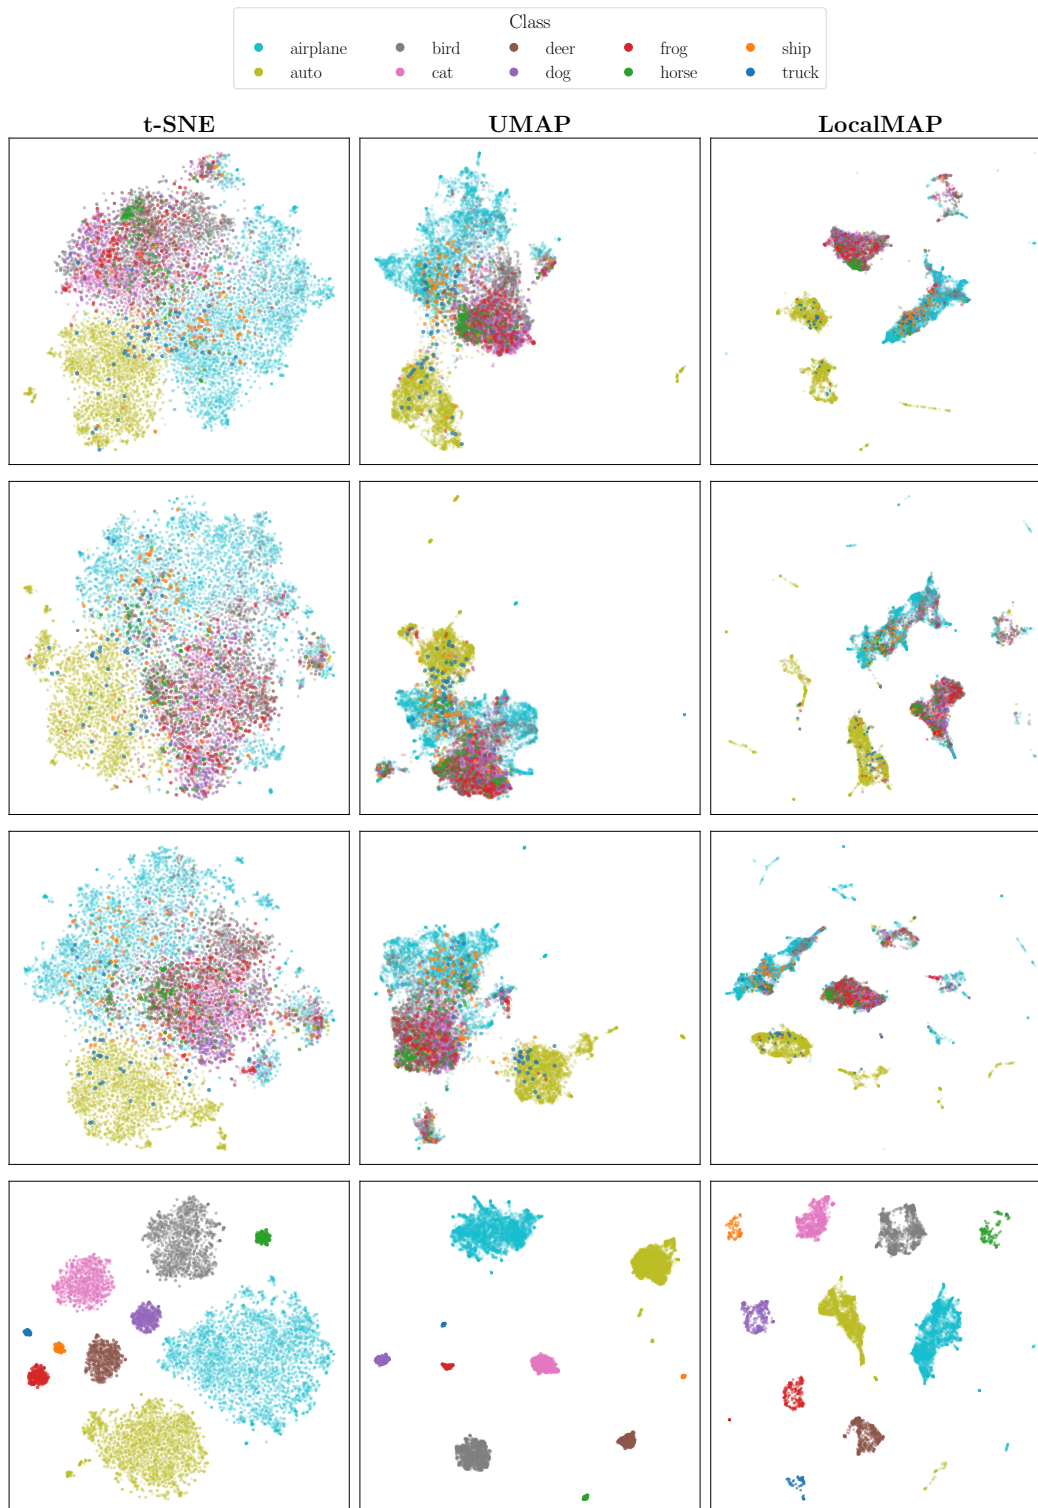 Class
airplane bird deer frog ship
auto cat dog horse truck
t-SNE UMAP LocalMAP